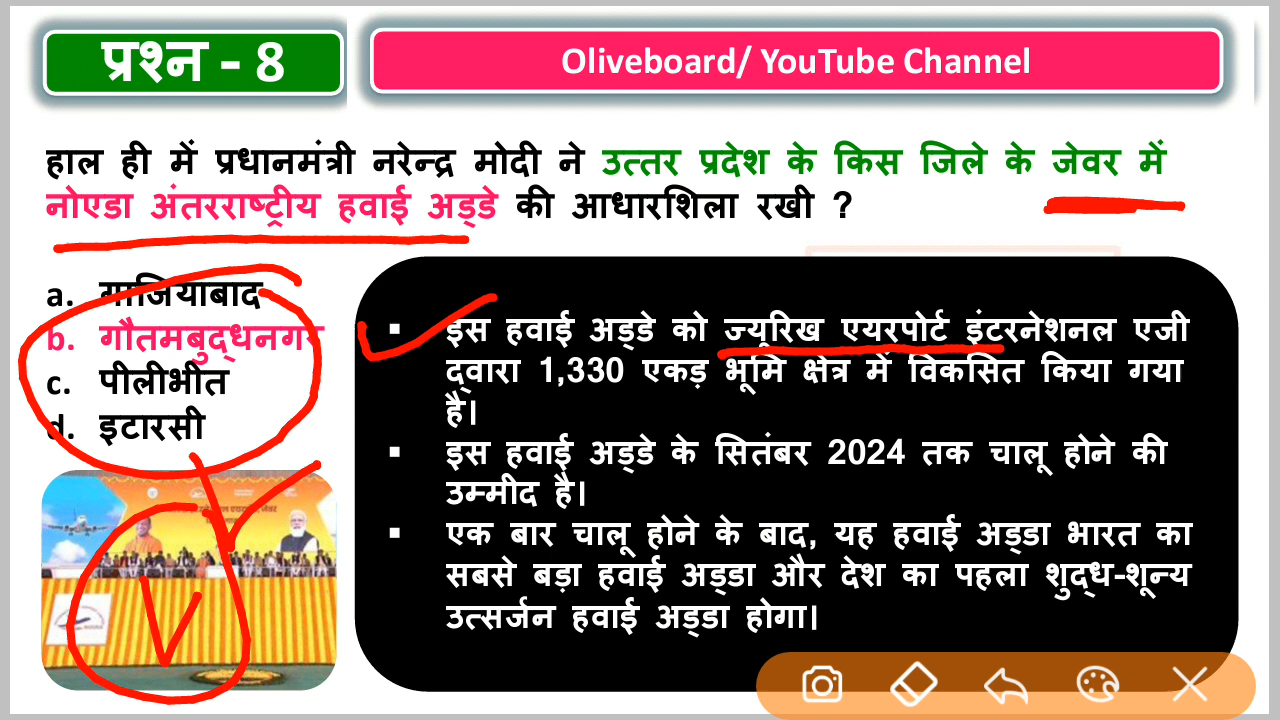 प्रश्न - 8
Oliveboard/ YouTube Channel
हाल ही में प्रधानमंत्री नरेन्द्र मोदी ने उत्तर प्रदेश के किस जिले के जेवर में
नोएडा अंतरराष्ट्रीय हवाई अड्डे की आधारशिला रखी ?
a. गाजियाबाद
b. गौतमबुद्धनगर
c. पीलीभीत
d. इटारसी
▪ इस हवाई अड्डे को ज्यूरिख एयरपोर्ट इंटरनेशनल एजी
द्वारा 1,330 एकड़ भूमि क्षेत्र में विकसित किया गया
है।
▪ इस हवाई अड्डे के सितंबर 2024 तक चालू होने की
उम्मीद है।
▪ एक बार चालू होने के बाद, यह हवाई अड्डा भारत का
सबसे बड़ा हवाई अड्डा और देश का पहला शुद्ध-शून्य
उत्सर्जन हवाई अड्डा होगा।